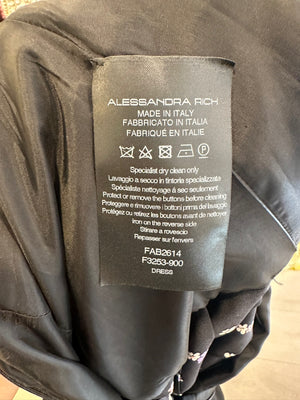 ALESSANDRA RICH
MADE IN ITALY
FABBRICATO IN ITALIA
FABRIQUÉ EN ITALIE
P
Specialist dry clean only
Lavaggio a secco in tintoria specializzata
Spécialiste nettoyage á sec seulement
Protect or remove the buttons before cleaning
Proteggere e rimuovere i bottoni prima del lavaggio
Protégez ou retirez les boutons avant nettoyage
iron on the reverse side
Stirare a rovescio
Repasser sur l'envers
FAB2614
F3253-900
DRESS